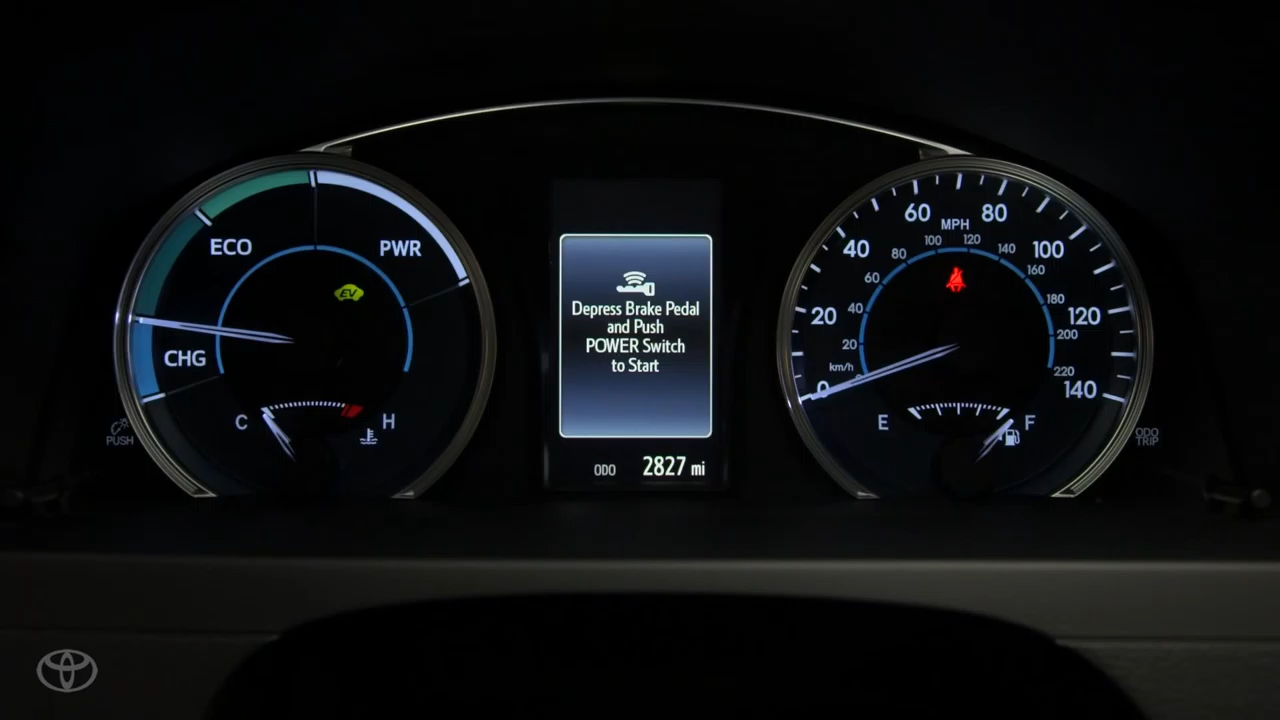 ECO
PWR
EV
CHG
C
H
PUSH
Depress Brake Pedal
and Push
POWER Switch
to Start
ODO 2827 mi
MPH
km/h
0 20 40 60 80 100 120 140
20 40 60 80 100 120 140 160 180 200 220
E
F
ODO
TRIP